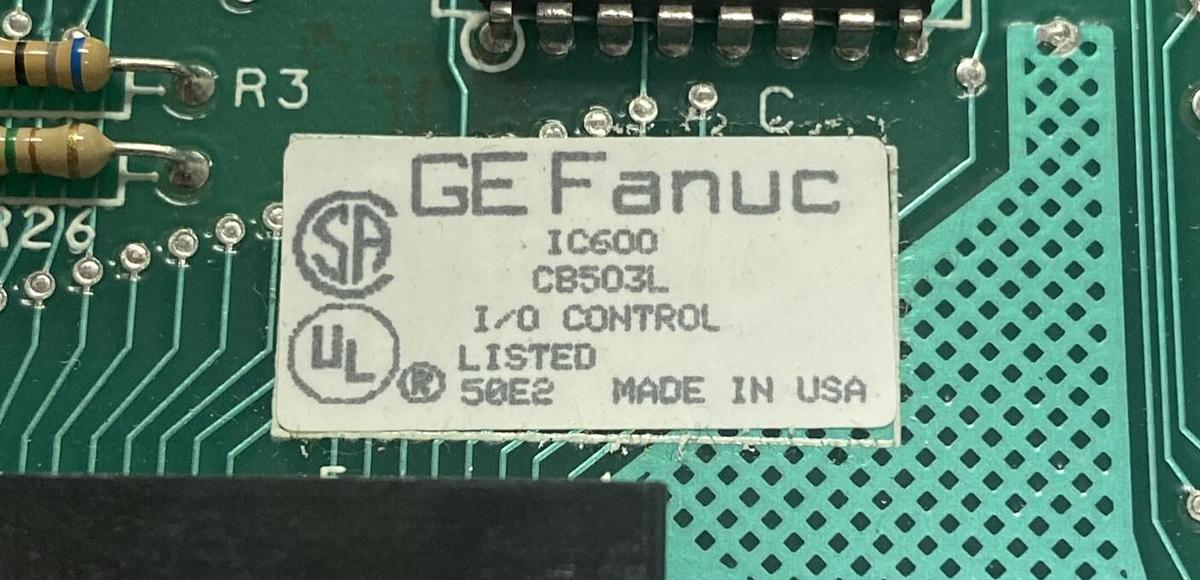 R3
C
R26
GE Fanuc
SA
IC600
CB503L
I/O CONTROL
UL
LISTED
®
50E2 MADE IN USA